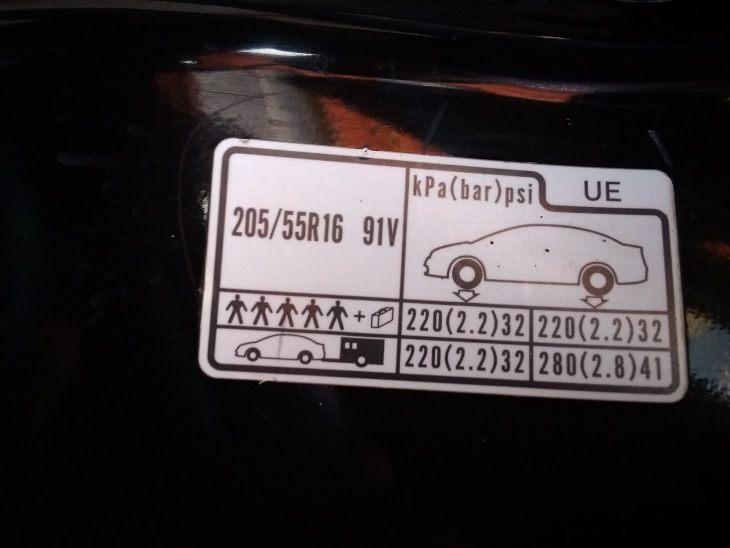 kPa(bar)psi UE
205/55R16 91V
+ 220(2.2)32 220(2.2)32
220(2.2)32 280(2.8)41